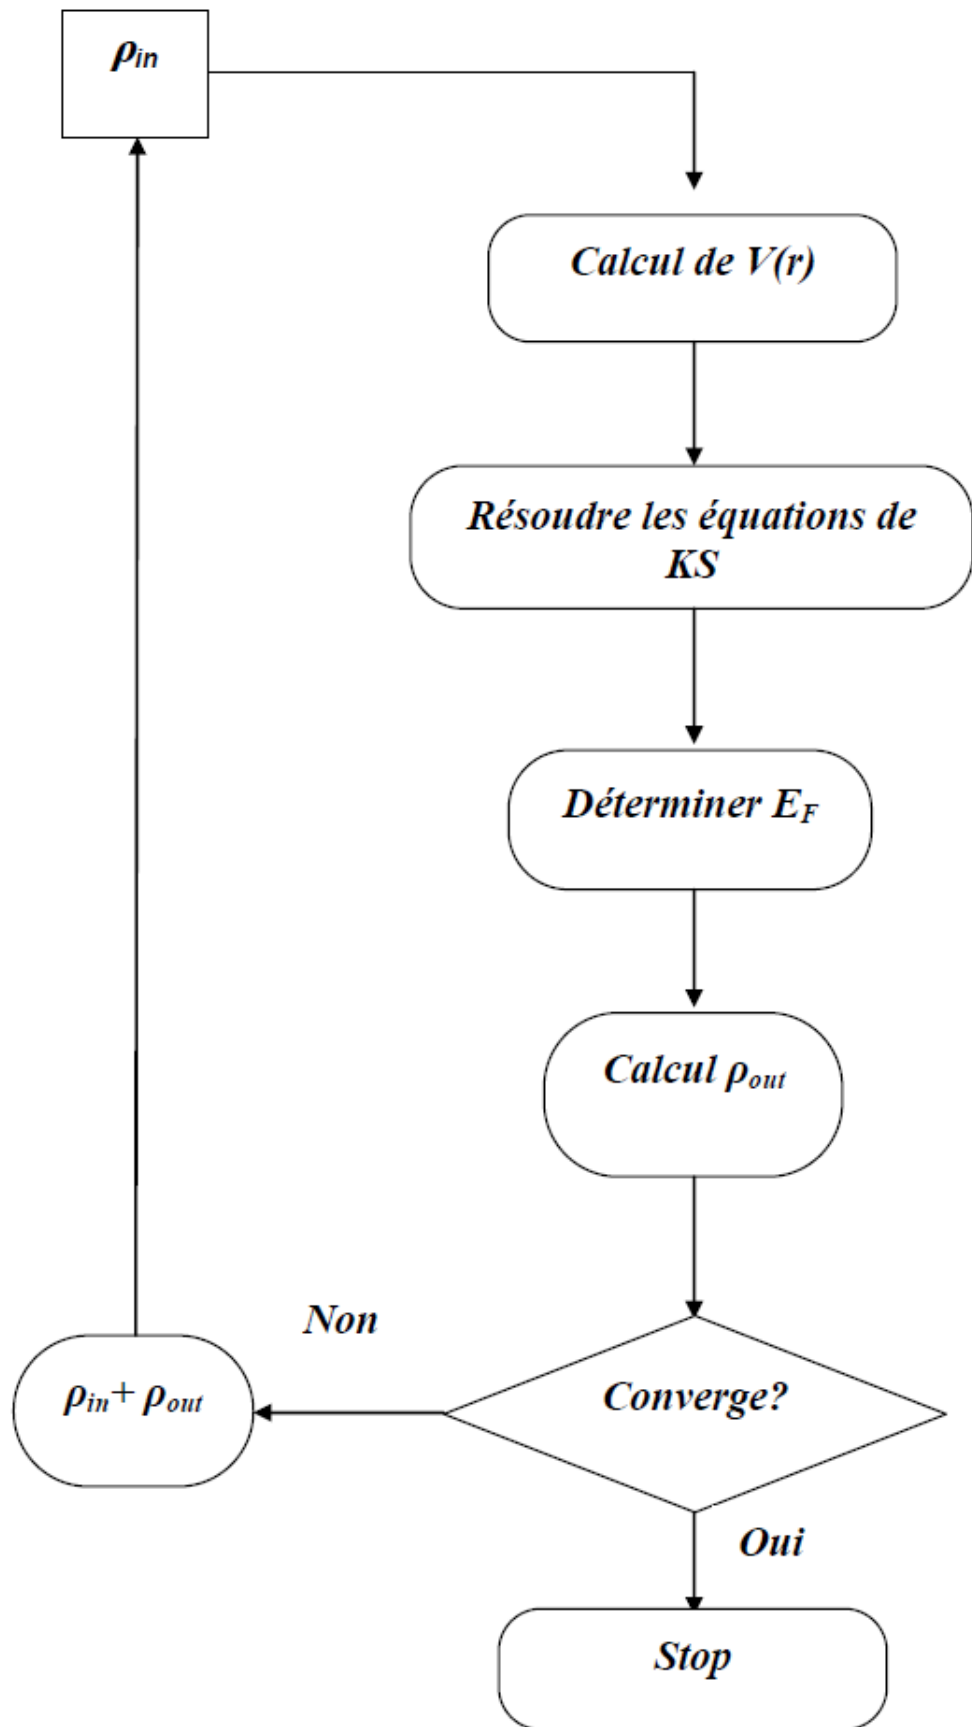 ρin
Calcul de V(r)
Résoudre les équations de
KS
Déterminer EF
Calcul ρout
Non
ρin+ ρout
Converge?
Oui
Stop